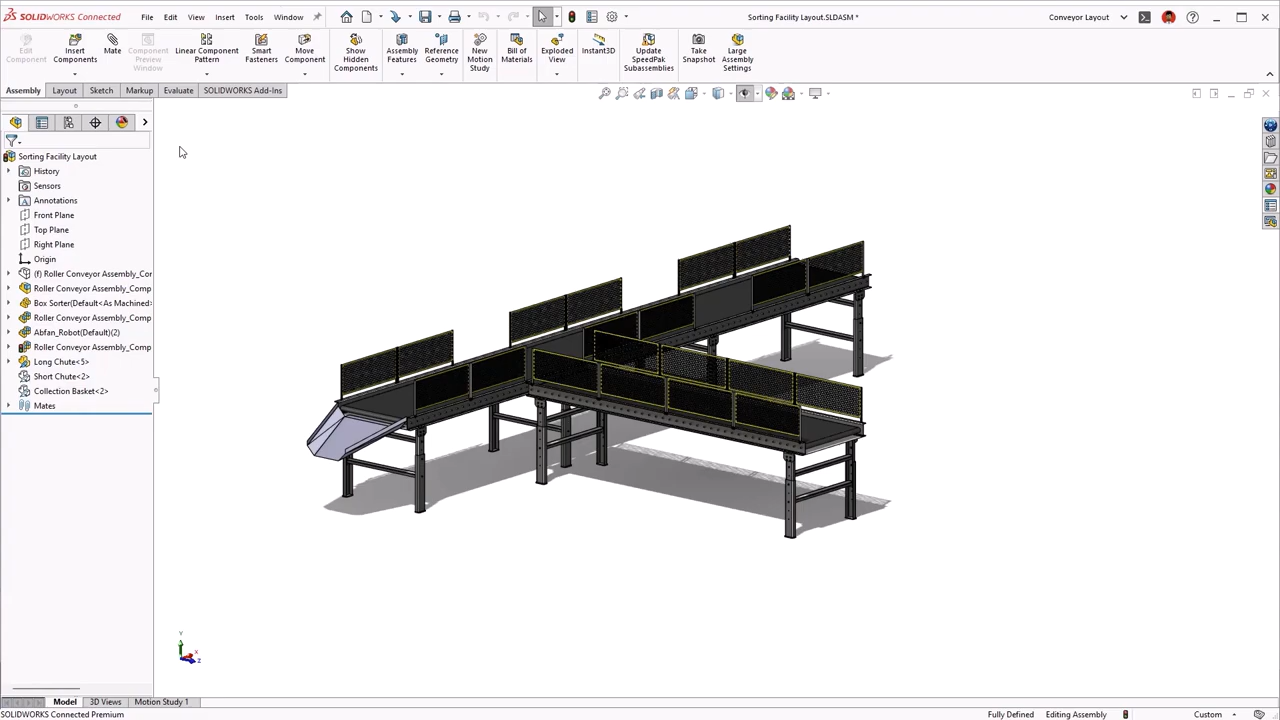 SOLIDWORKS Connected File Edit View Insert Tools Window Sorting Facility Layout.SLDASM * Conveyor Layout
Edit Component
Insert Components
Mate
Component Preview Window
Linear Component Pattern
Smart Fasteners
Move Component
Show Hidden Components
Assembly Features
Reference Geometry
New Motion Study
Bill of Materials
Exploded View
Instant3D
Update SpeedPak Subassemblies
Take Snapshot
Large Assembly Settings
Assembly Layout Sketch Markup Evaluate SOLIDWORKS Add-Ins
Sorting Facility Layout
History
Sensors
Annotations
Front Plane
Top Plane
Right Plane
Origin
(f) Roller Conveyor Assembly_Cor
Roller Conveyor Assembly_Comp
Box Sorter(Default<As Machined>
Roller Conveyor Assembly_Comp
Abfan_Robot(Default)(2)
Roller Conveyor Assembly_Comp
Long Chute<5>
Short Chute<2>
Collection Basket<2>
Mates
Y
X
Z
Model 3D Views Motion Study 1
SOLIDWORKS Connected Premium Fully Defined Editing Assembly Custom